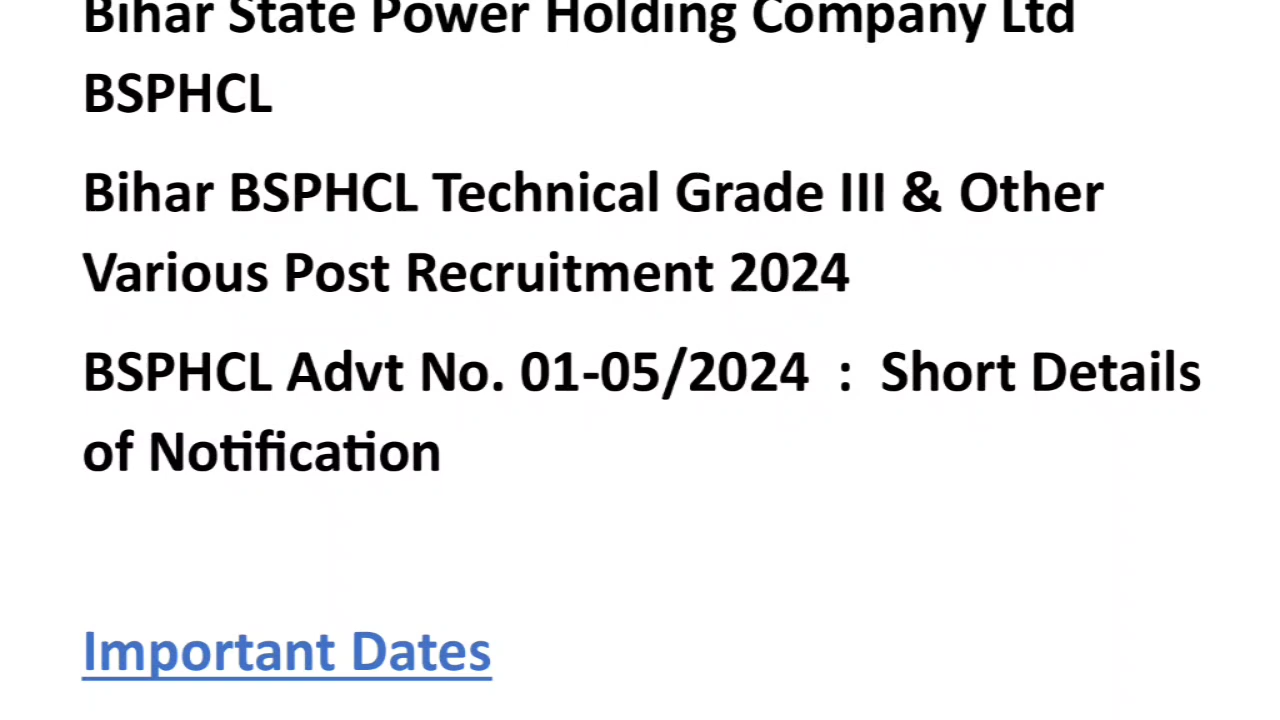 Bihar State Power Holding Company Ltd
BSPHCL
Bihar BSPHCL Technical Grade III & Other
Various Post Recruitment 2024
BSPHCL Advt No. 01-05/2024 : Short Details
of Notification
Important Dates